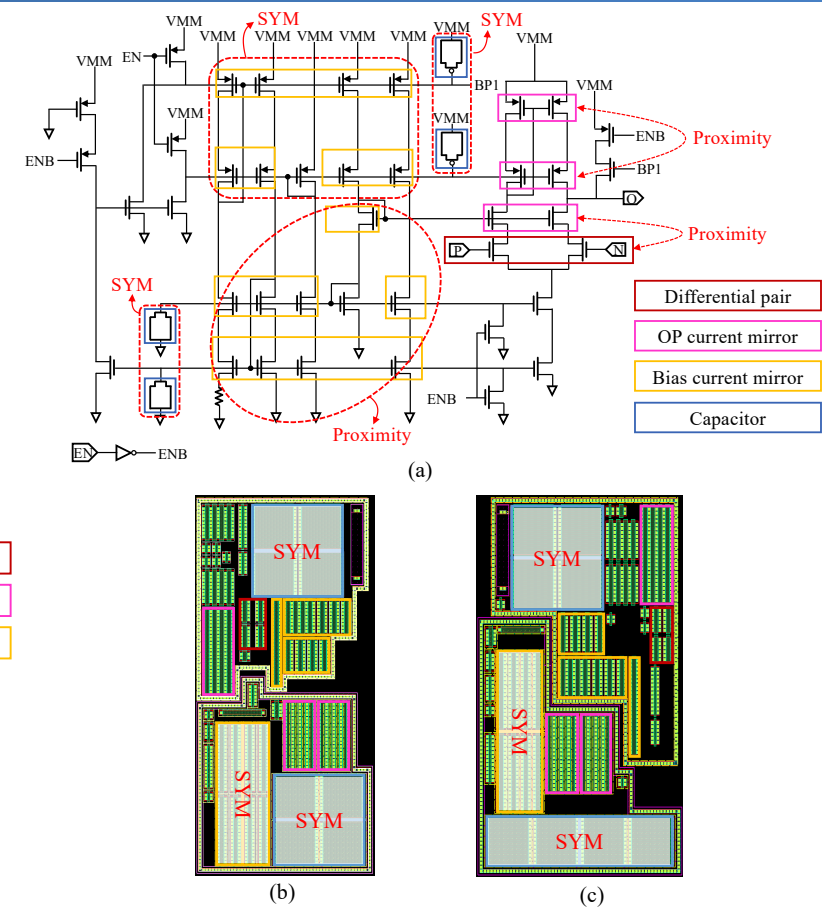 SYM
SYM
VMM
VMM
VMM
VMM
VMM
VMM
VMM
VMM
EN
VMM
VMM
BP1
VMM
VMM
ENB
Proximity
ENB
BP1
O
Proximity
P
N
SYM
Differential pair
OP current mirror
Bias current mirror
Capacitor
ENB
Proximity
EN
ENB
(a)
SYM
SYM
SYM
SYM
SYM
SYM
(b)
(c)